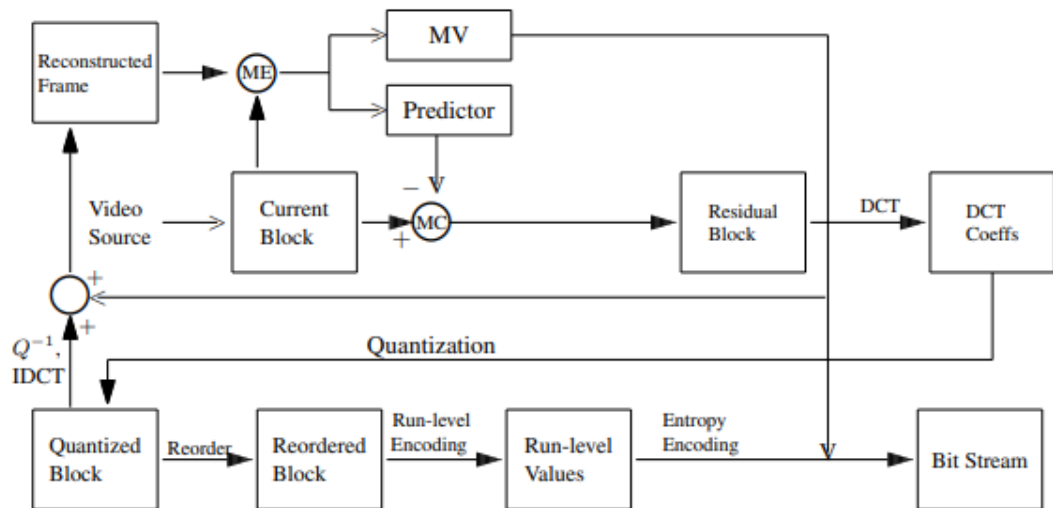 MV
Reconstructed
Frame
ME
Predictor
−
Video
Source
Current
Block
+
MC
Residual
Block
DCT
DCT
Coeffs
+
+
Q⁻¹,
IDCT
Quantization
Quantized
Block
Reorder
Reordered
Block
Run-level
Encoding
Run-level
Values
Entropy
Encoding
Bit Stream